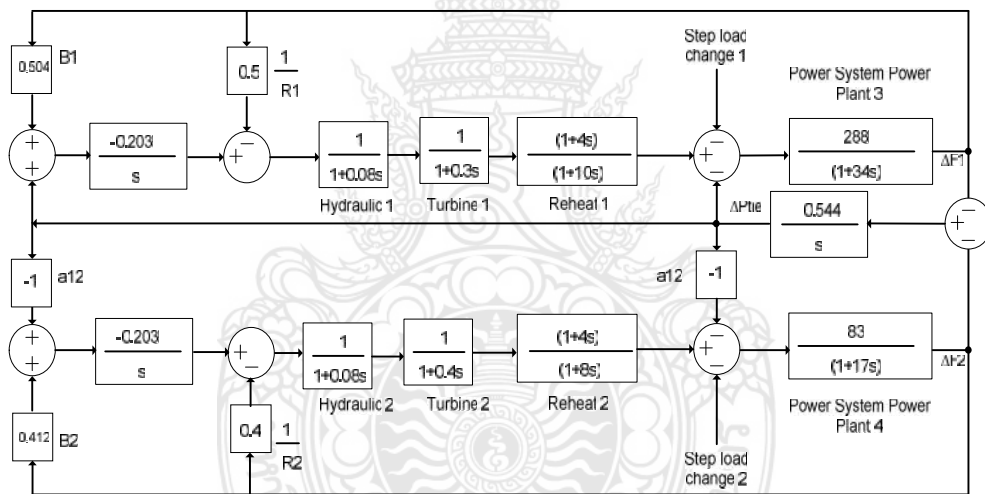 Step load
change 1
0.504
B1
0.5
1
R1
Power System Power
Plant 3
+
+
-0.203
s
+
−
1
1+0.08s
1
1+0.3s
(1+4s)
(1+10s)
−
−
288
(1+34s)
ΔF1
Hydraulic 1
Turbine 1
Reheat 1
ΔPtie
0.544
s
−
−
-1
a12
a12
-1
+
+
-0.203
s
+
−
1
1+0.08s
1
1+0.4s
(1+4s)
(1+8s)
−
−
83
(1+17s)
ΔF2
Hydraulic 2
Turbine 2
Reheat 2
0.412
B2
0.4
1
R2
Power System Power
Plant 4
Step load
change 2